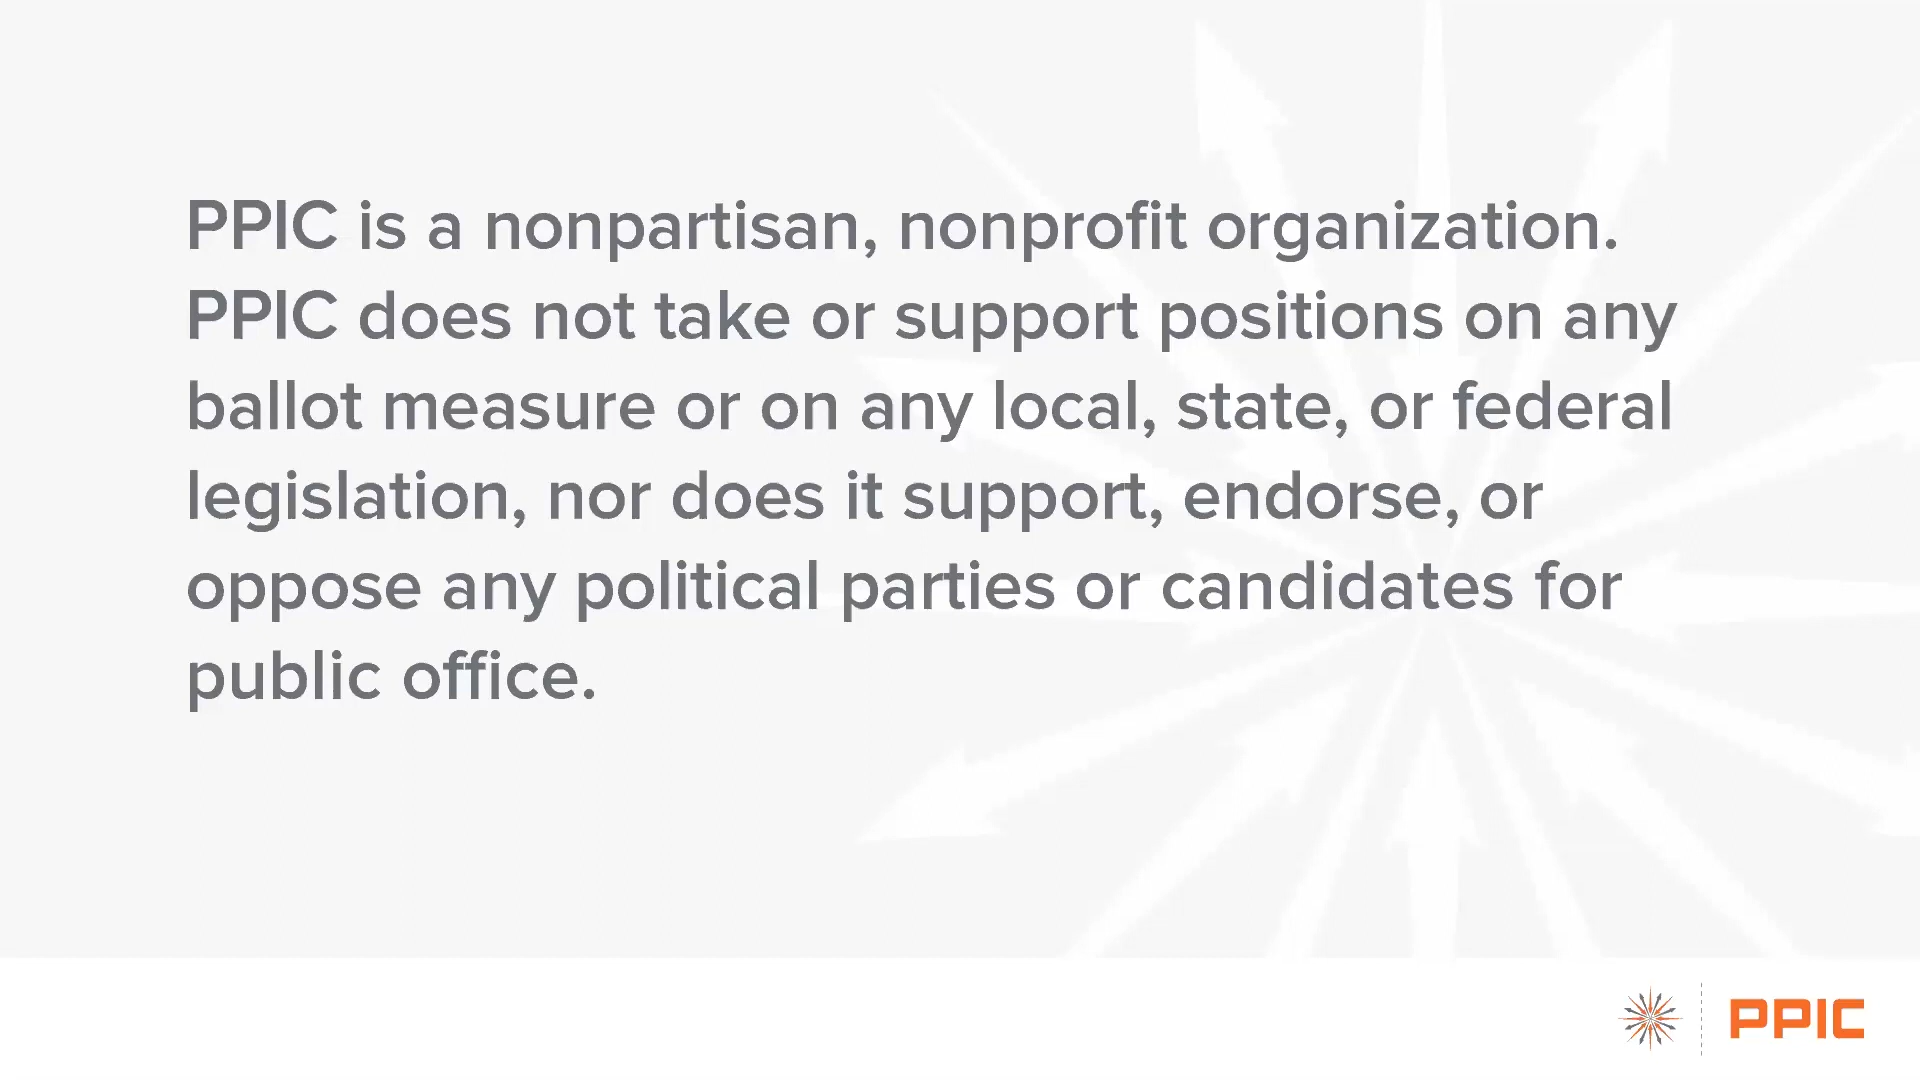 PPIC is a nonpartisan, nonprofit organization.
PPIC does not take or support positions on any
ballot measure or on any local, state, or federal
legislation, nor does it support, endorse, or
oppose any political parties or candidates for
public office.
PPIC